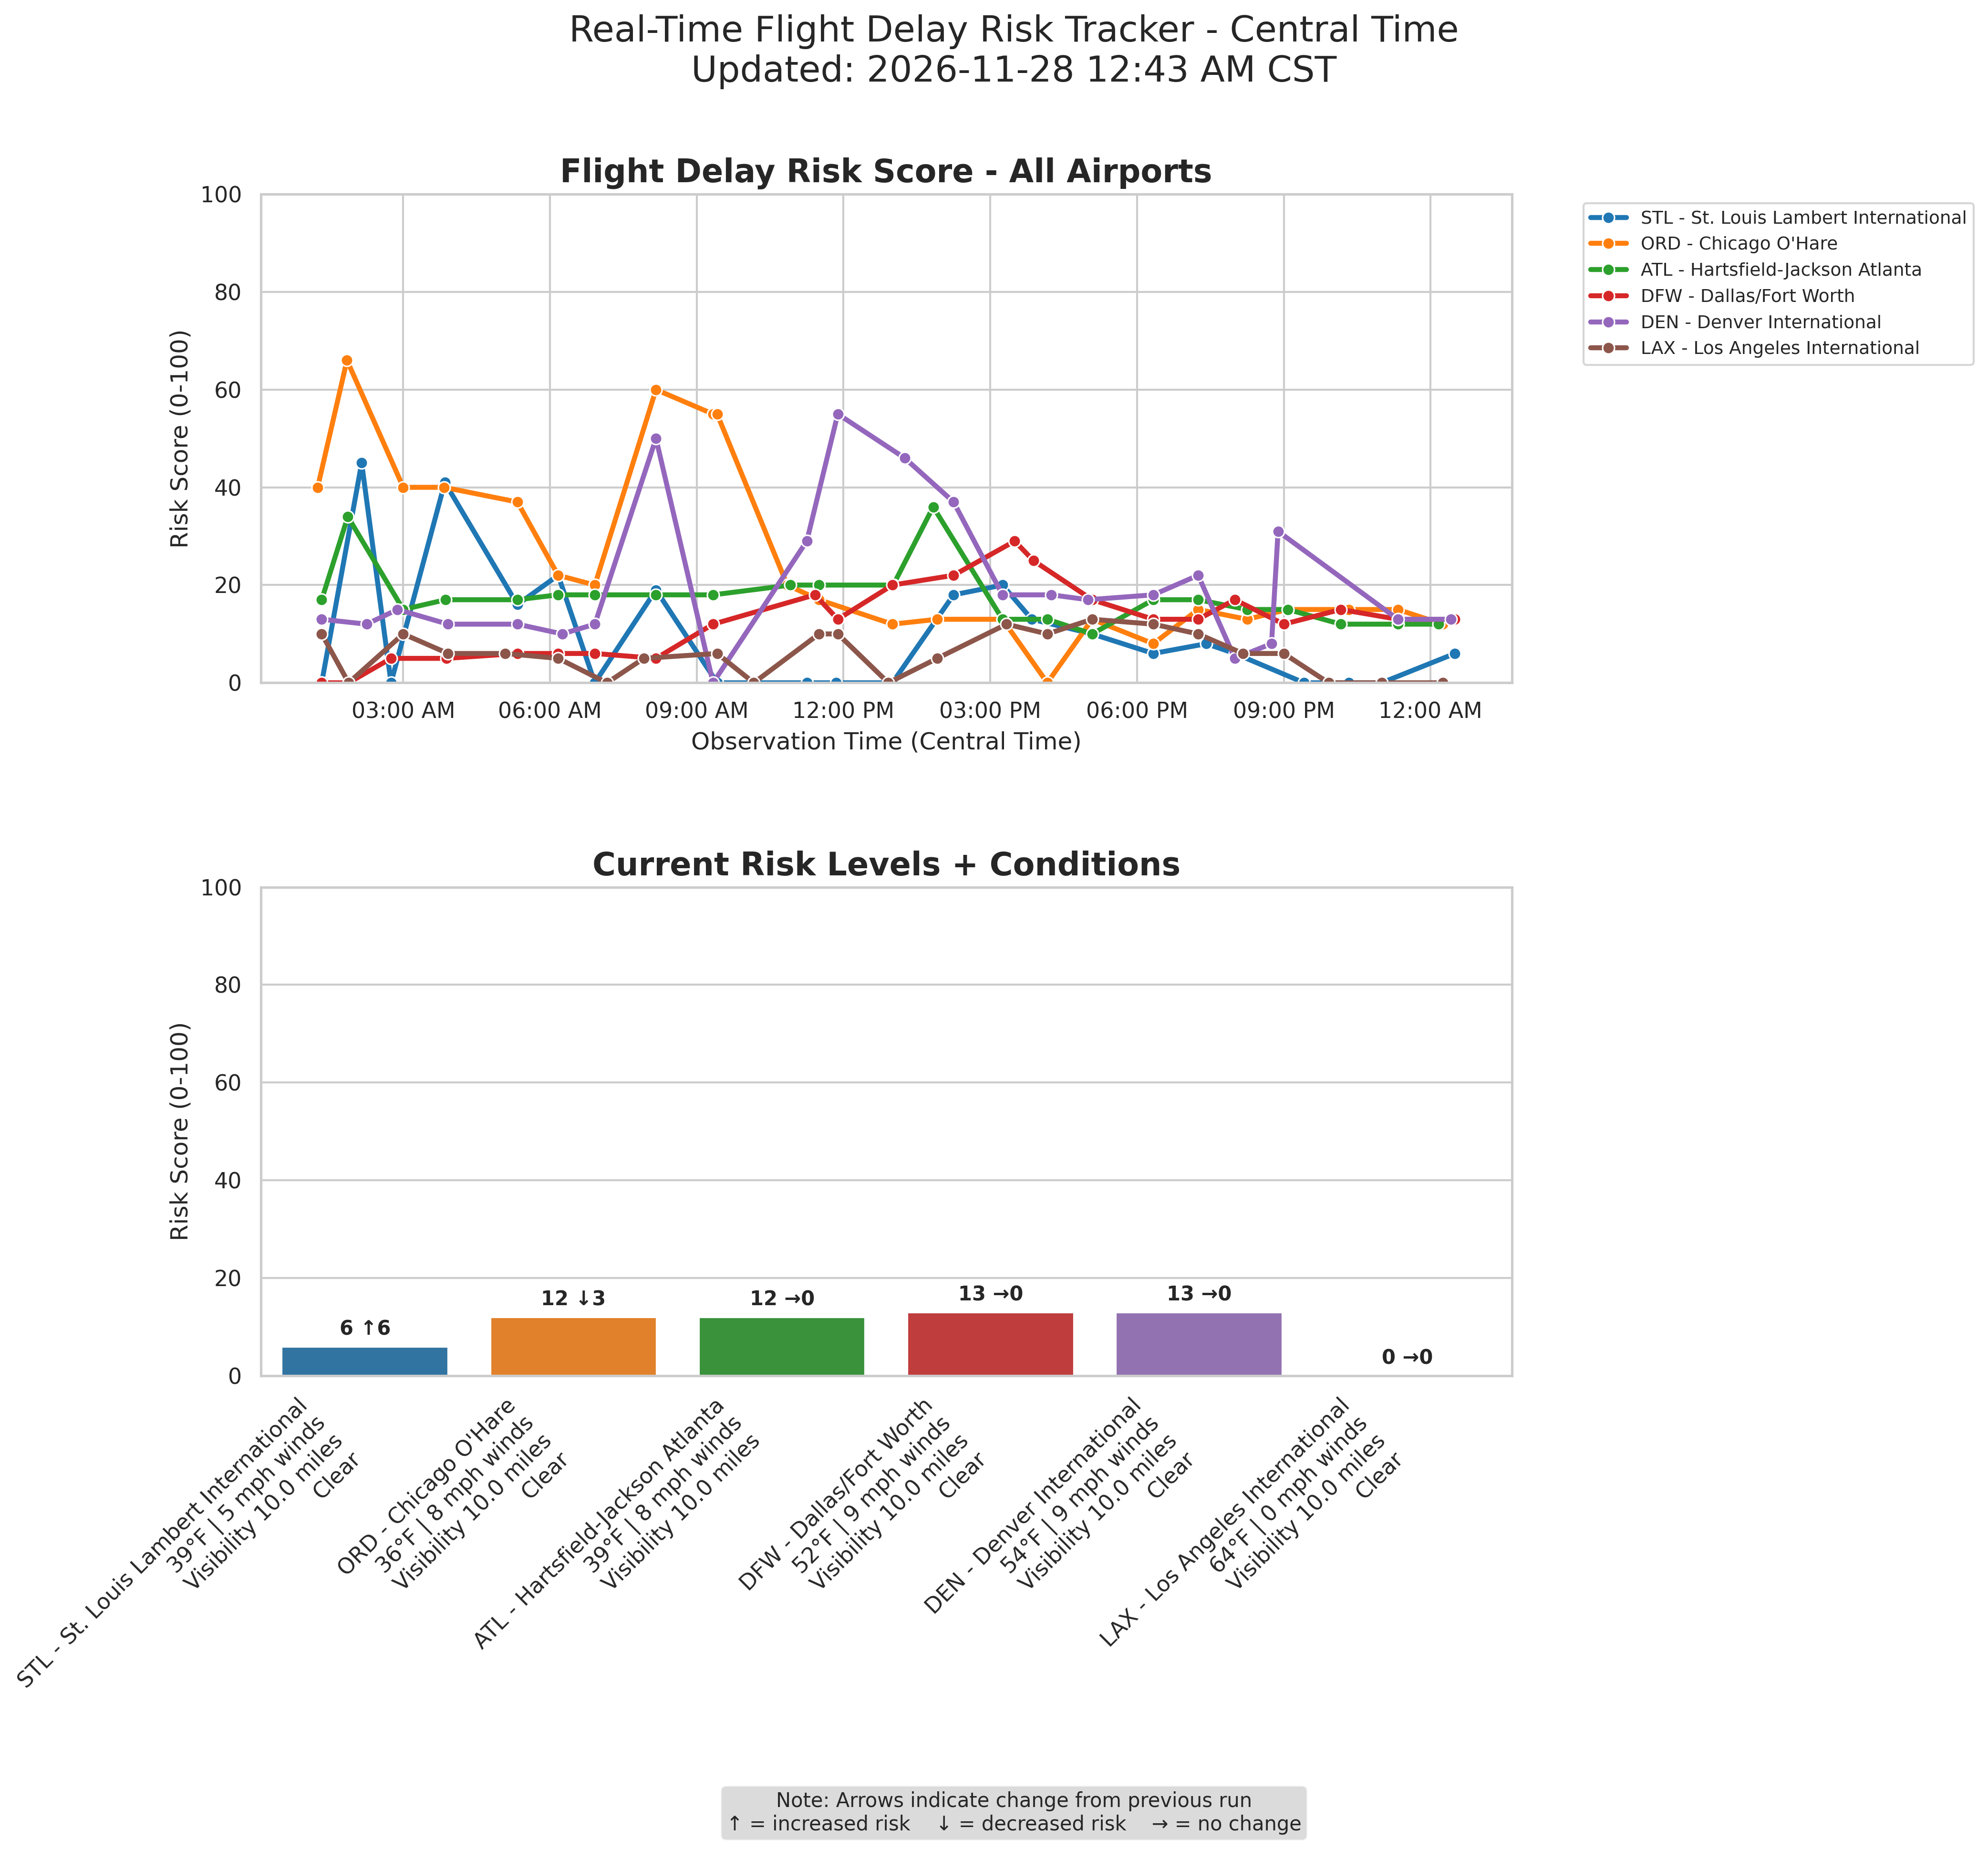 Real-Time Flight Delay Risk Tracker - Central Time
Updated: 2026-11-28 12:43 AM CST
Flight Delay Risk Score - All Airports
100
80
60
40
20
0
Risk Score (0-100)
03:00 AM
06:00 AM
09:00 AM
12:00 PM
03:00 PM
06:00 PM
09:00 PM
12:00 AM
Observation Time (Central Time)
STL - St. Louis Lambert International
ORD - Chicago O'Hare
ATL - Hartsfield-Jackson Atlanta
DFW - Dallas/Fort Worth
DEN - Denver International
LAX - Los Angeles International
Current Risk Levels + Conditions
100
80
60
40
20
0
Risk Score (0-100)
6 ↑6
12 ↓3
12 →0
13 →0
13 →0
0 →0
STL - St. Louis Lambert International
39°F | 5 mph winds
Visibility 10.0 miles
Clear
ORD - Chicago O'Hare
36°F | 8 mph winds
Visibility 10.0 miles
Clear
ATL - Hartsfield-Jackson Atlanta
39°F | 8 mph winds
Visibility 10.0 miles
DFW - Dallas/Fort Worth
52°F | 9 mph winds
Visibility 10.0 miles
Clear
DEN - Denver International
54°F | 9 mph winds
Visibility 10.0 miles
Clear
LAX - Los Angeles International
64°F | 0 mph winds
Visibility 10.0 miles
Clear
Note: Arrows indicate change from previous run
↑ = increased risk    ↓ = decreased risk    → = no change